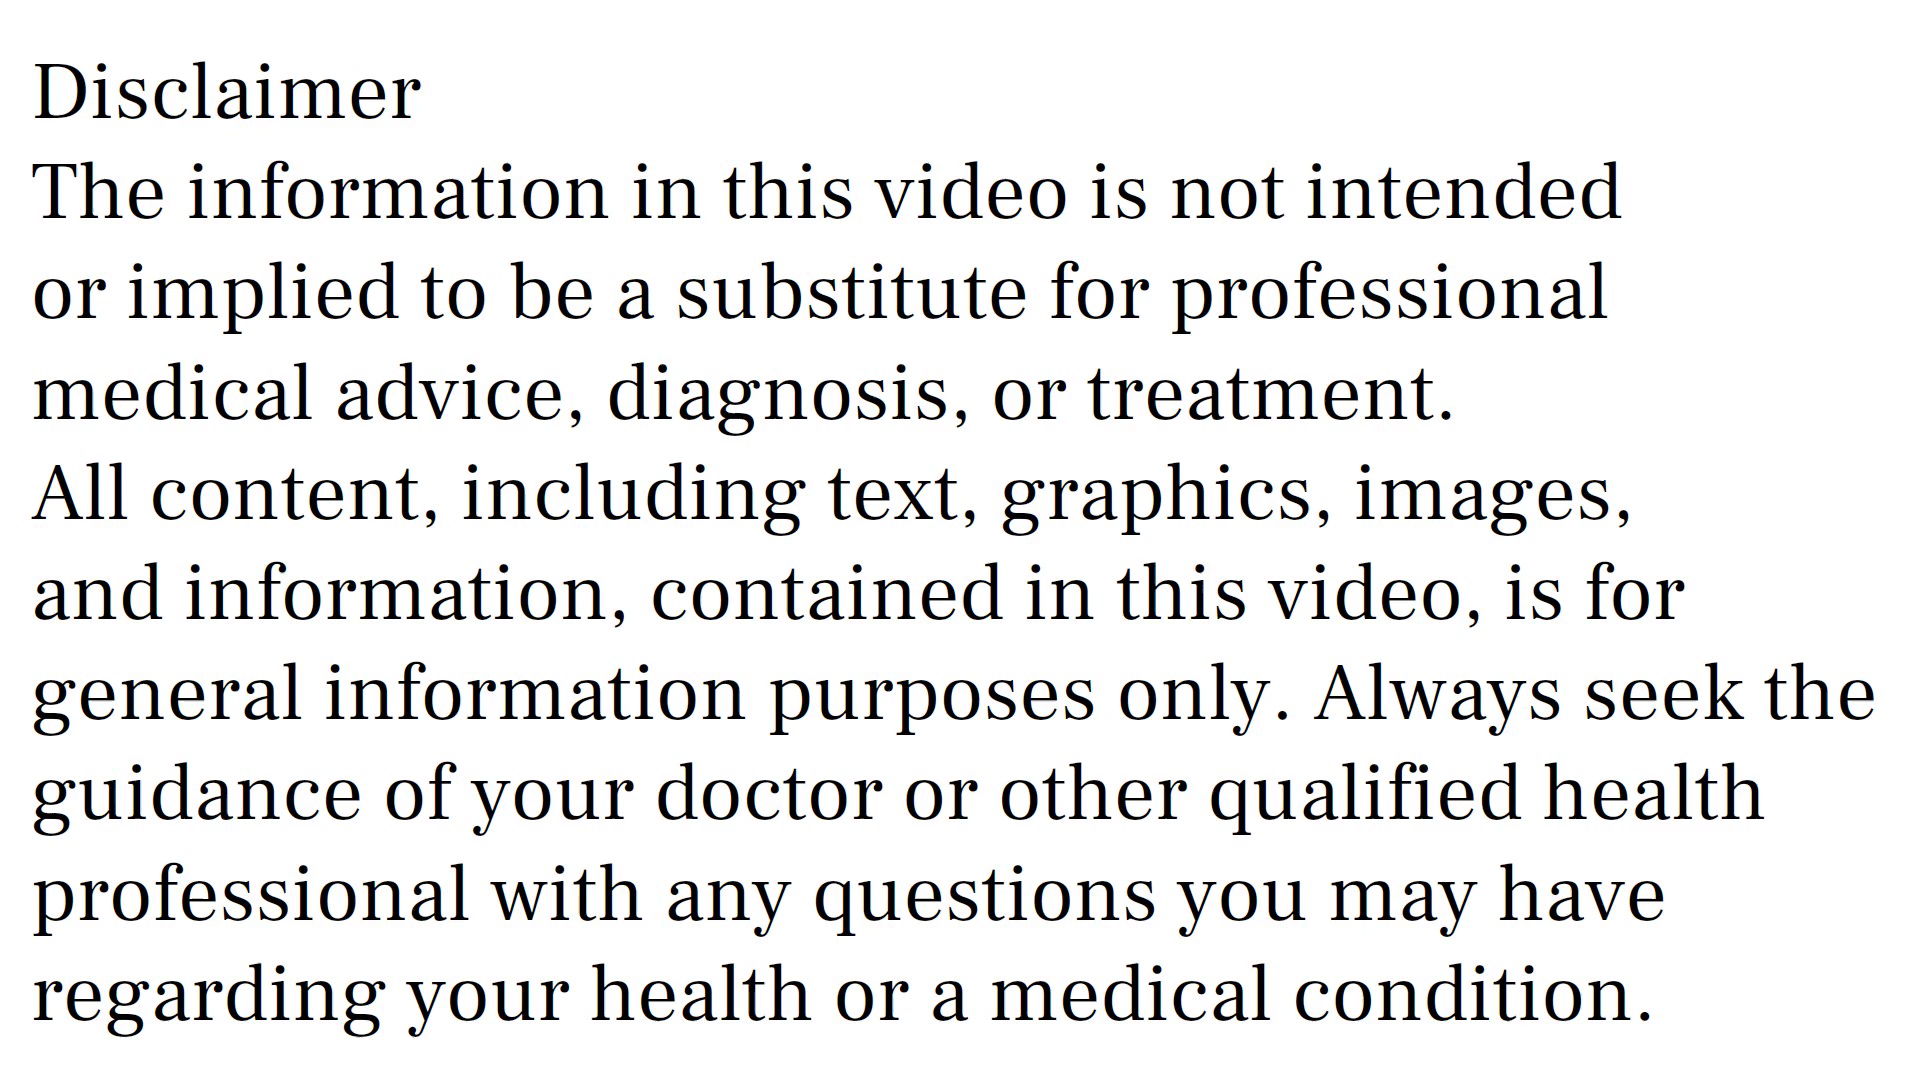 Disclaimer
The information in this video is not intended
or implied to be a substitute for professional
medical advice, diagnosis, or treatment.
All content, including text, graphics, images,
and information, contained in this video, is for
general information purposes only. Always seek the
guidance of your doctor or other qualified health
professional with any questions you may have
regarding your health or a medical condition.